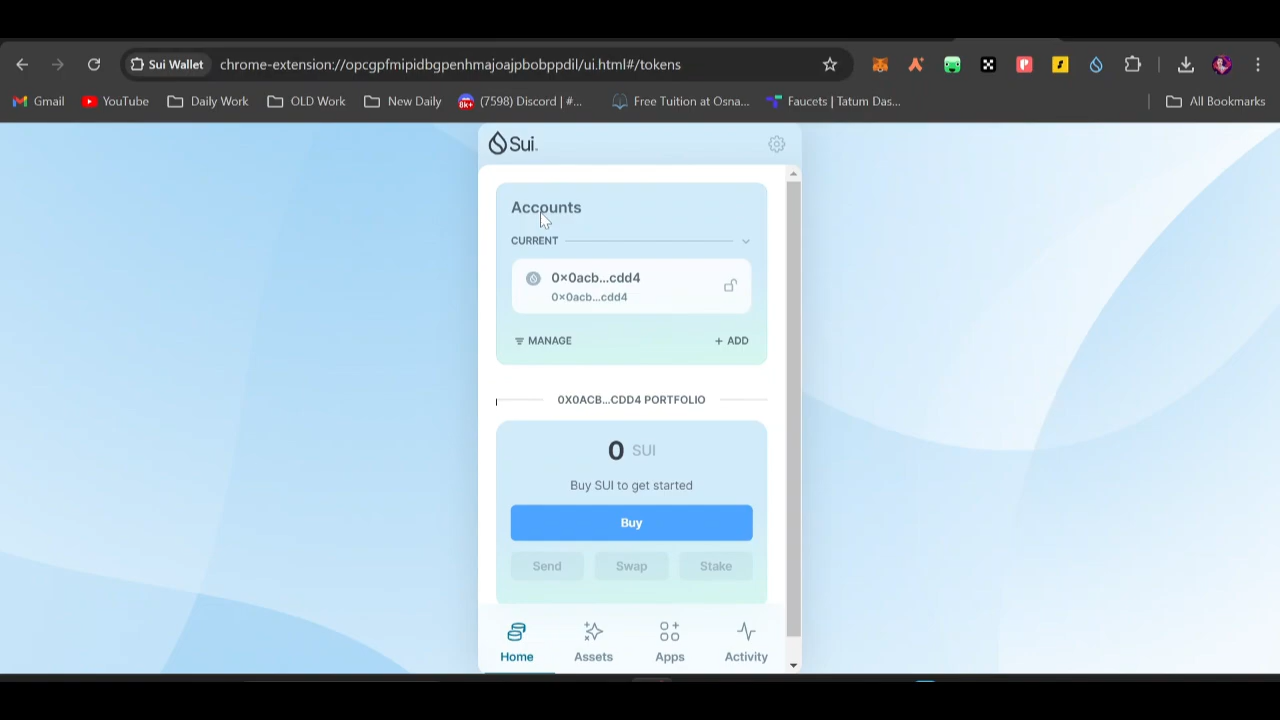 Sui Wallet chrome-extension://opcgpfmipidbgpenhmajoajpbobppdil/ui.html#/tokens
Gmail YouTube Daily Work OLD Work New Daily 8K+ (7598) Discord | #... Free Tuition at Osna... Faucets | Tatum Das... All Bookmarks
Sui.
Accounts
CURRENT
0×0acb...cdd4
0×0acb...cdd4
MANAGE + ADD
0X0ACB...CDD4 PORTFOLIO
0 SUI
Buy SUI to get started
Buy
Send Swap Stake
Home Assets Apps Activity